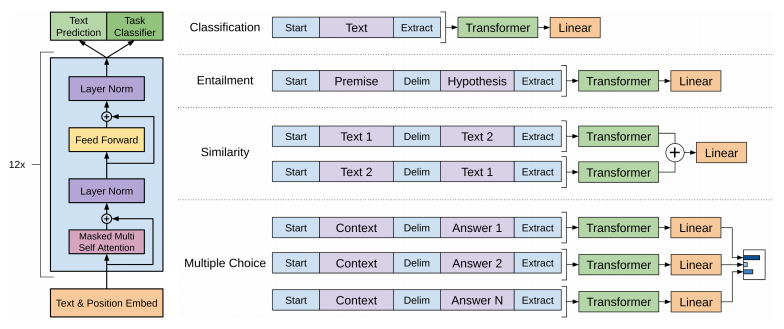 Text
Prediction
Task
Classifier
Layer Norm
+
Feed Forward
12x
Layer Norm
+
Masked Multi
Self Attention
Text & Position Embed
Classification
Start Text Extract Transformer Linear
Entailment
Start Premise Delim Hypothesis Extract Transformer Linear
Similarity
Start Text 1 Delim Text 2 Extract Transformer
+ Linear
Start Text 2 Delim Text 1 Extract Transformer
Multiple Choice
Start Context Delim Answer 1 Extract Transformer Linear
Start Context Delim Answer 2 Extract Transformer Linear
Start Context Delim Answer N Extract Transformer Linear